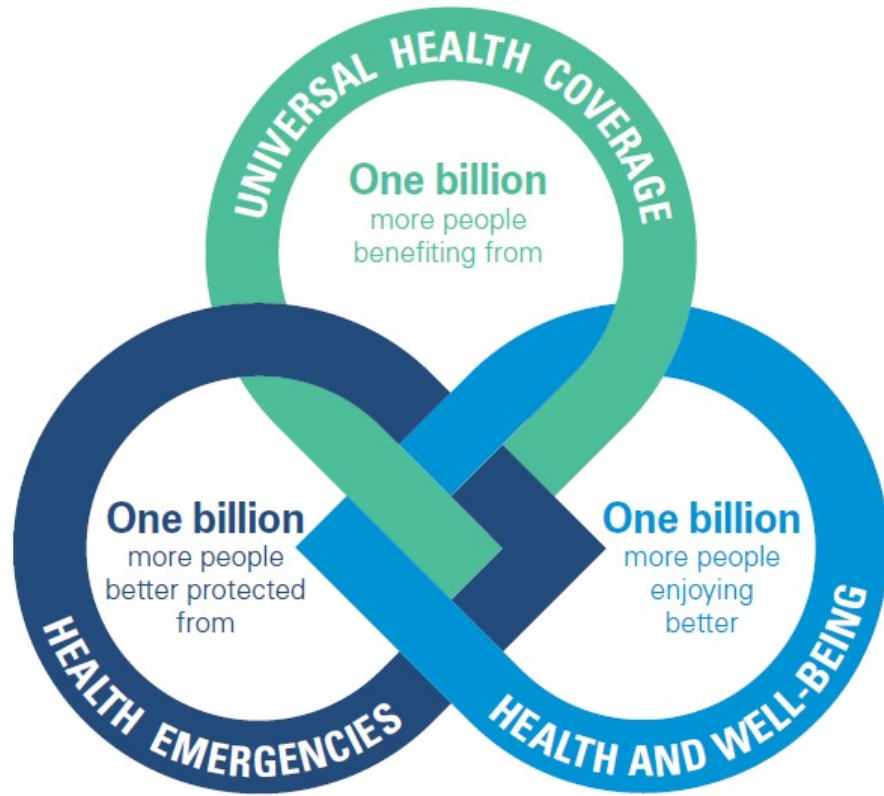 UNIVERSAL HEALTH COVERAGE
One billion
more people
benefiting from
One billion
more people
better protected
from
HEALTH EMERGENCIES
One billion
more people
enjoying
better
HEALTH AND WELL-BEING